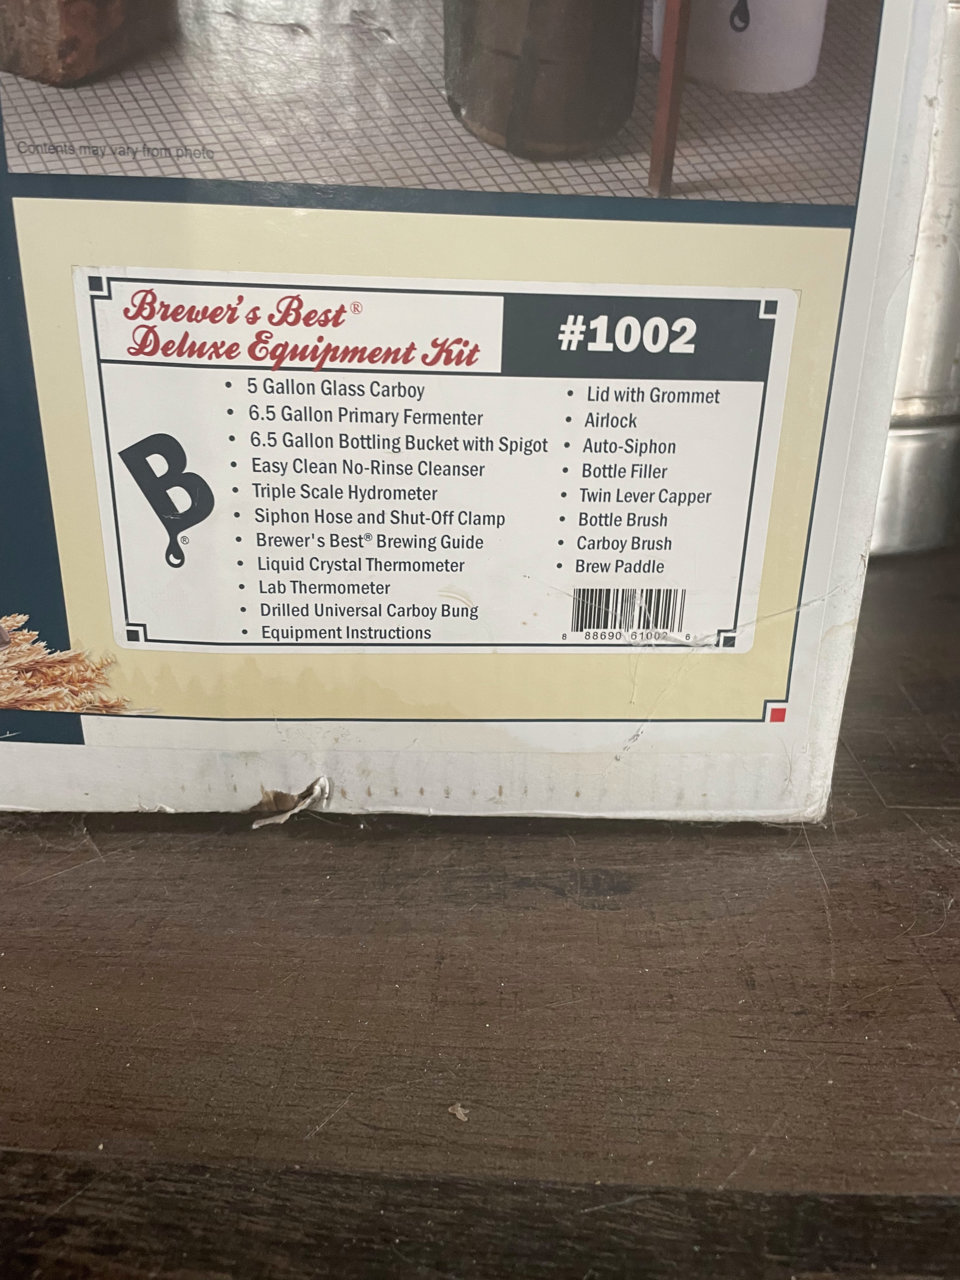 Contents may vary from photo
Brewer's Best®
Deluxe Equipment Kit
#1002
• 5 Gallon Glass Carboy
• 6.5 Gallon Primary Fermenter
• 6.5 Gallon Bottling Bucket with Spigot
• Easy Clean No-Rinse Cleanser
• Triple Scale Hydrometer
• Siphon Hose and Shut-Off Clamp
• Brewer's Best® Brewing Guide
• Liquid Crystal Thermometer
• Lab Thermometer
• Drilled Universal Carboy Bung
• Equipment Instructions
• Lid with Grommet
• Airlock
• Auto-Siphon
• Bottle Filler
• Twin Lever Capper
• Bottle Brush
• Carboy Brush
• Brew Paddle
B®
8 88690 61002 6